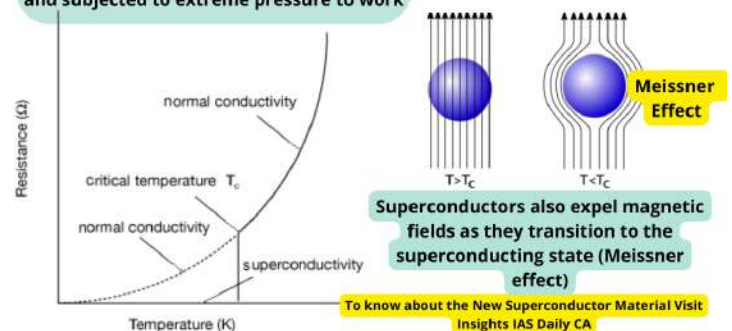 and subjected to extreme pressure to work
Resistance (Ω)
normal conductivity
critical temperature Tc
normal conductivity
superconductivity
Temperature (K)
T>TC
T<TC
Meissner
Effect
Superconductors also expel magnetic
fields as they transition to the
superconducting state (Meissner
effect)
To know about the New Superconductor Material Visit
Insights IAS Daily CA